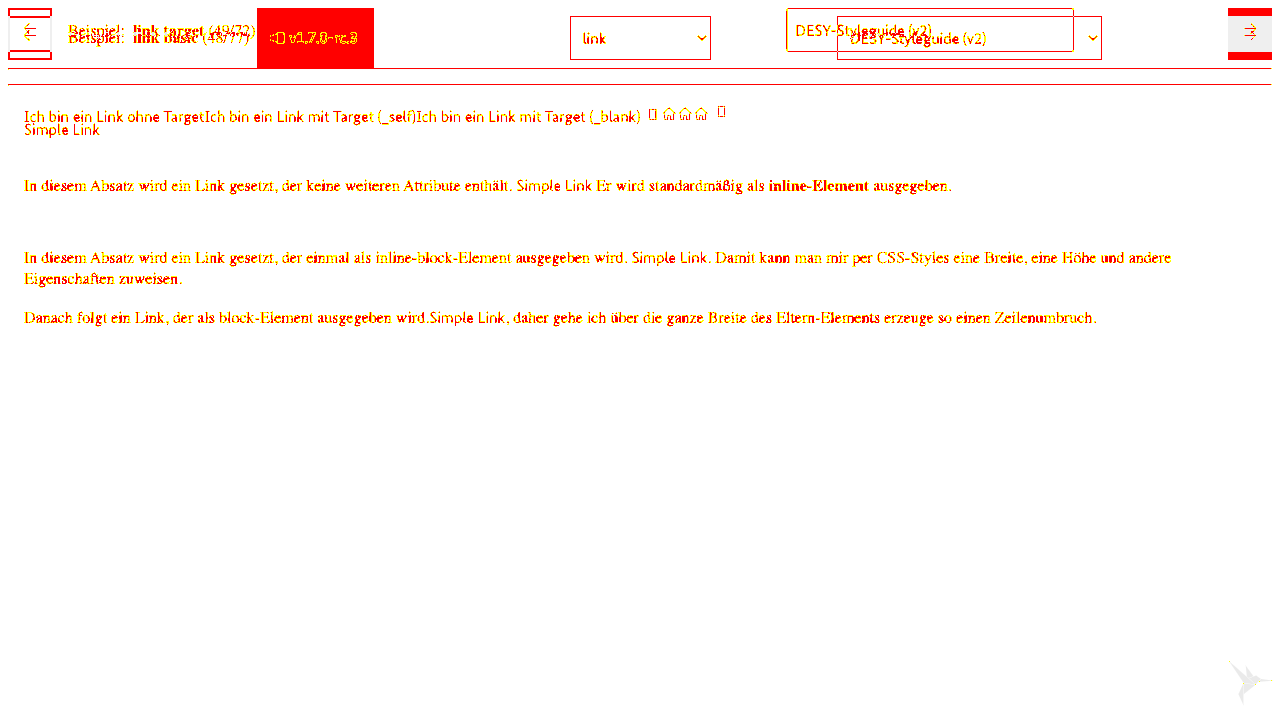 Beispiel: link target (49/72)
Beispiel: link basic (48/77)
v1.7.0-rc.3
link
DESY-Styleguide (v2)
DESY-Styleguide (v2)
Ich bin ein Link ohne TargetIch bin ein Link mit Target (_self)Ich bin ein Link mit Target (_blank)
Simple Link
In diesem Absatz wird ein Link gesetzt, der keine weiteren Attribute enthält. Simple Link Er wird standardmäßig als inline-Element ausgegeben.
In diesem Absatz wird ein Link gesetzt, der einmal als inline-block-Element ausgegeben wird. Simple Link. Damit kann man mir per CSS-Styles eine Breite, eine Höhe und andere
Eigenschaften zuweisen.
Danach folgt ein Link, der als block-Element ausgegeben wird.Simple Link, daher gehe ich über die ganze Breite des Eltern-Elements erzeuge so einen Zeilenumbruch.